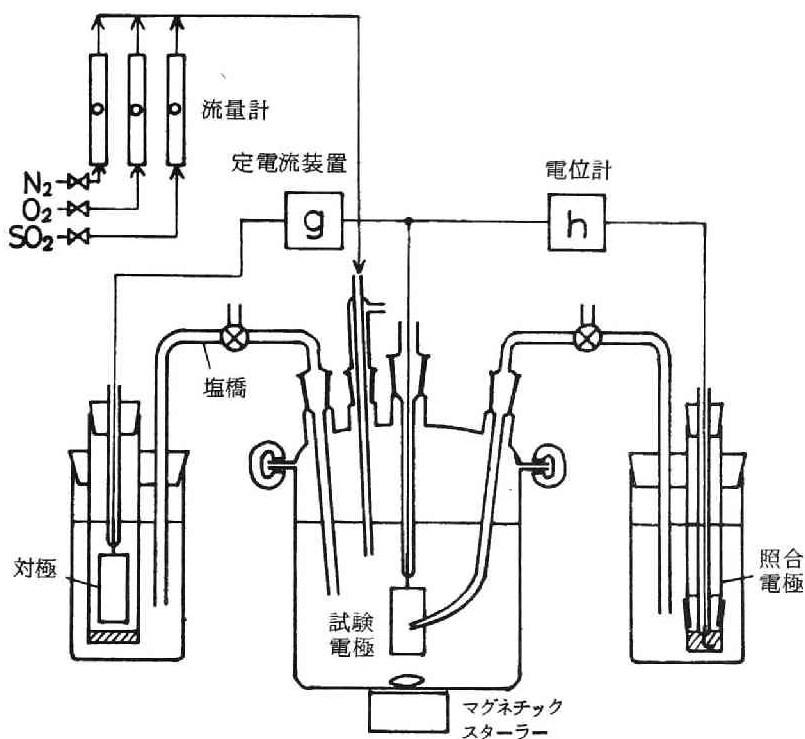 流量計
N₂
O₂
SO₂
定電流装置
電位計
g
h
塩橋
対極
試験
電極
照合
電極
マグネチック
スターラー